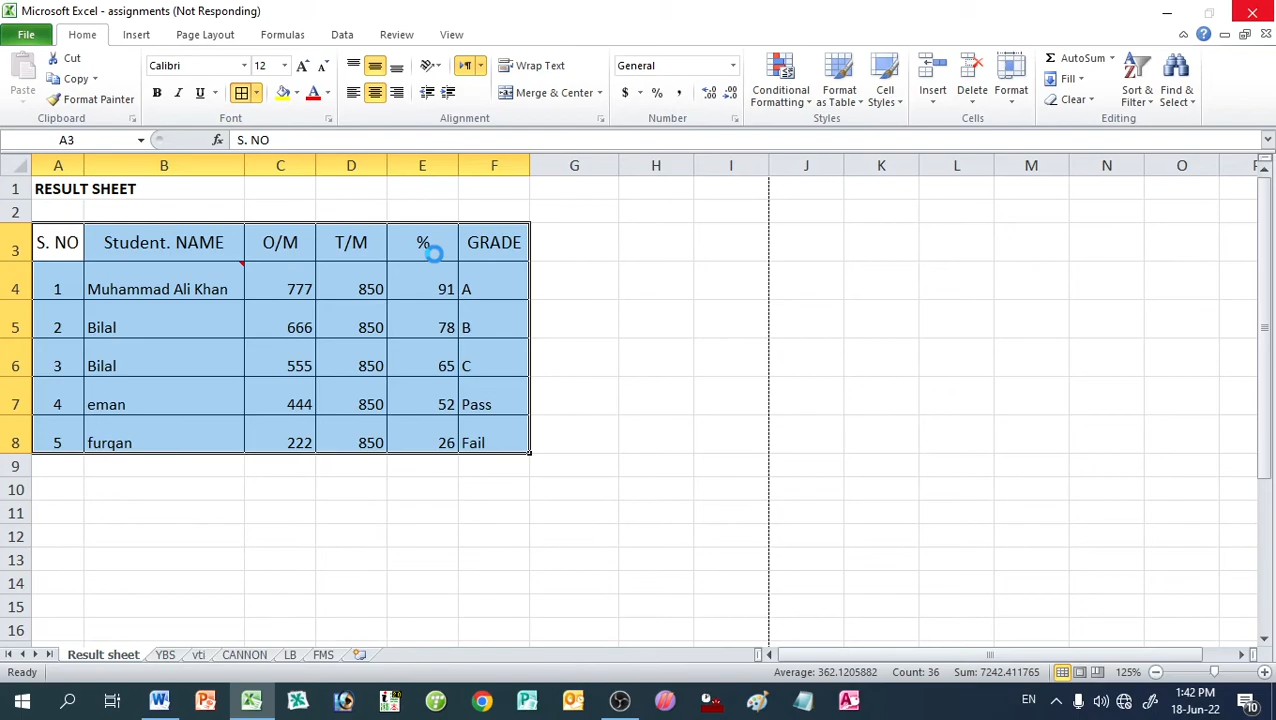 Microsoft Excel - assignments (Not Responding)
File Home Insert Page Layout Formulas Data Review View
Paste
Cut
Copy
Format Painter
Clipboard
Calibri 12
B I U
Font
Wrap Text
Merge & Center
Alignment
General
$ % ,
Number
Conditional Formatting
Format as Table
Cell Styles
Styles
Insert Delete Format
Cells
AutoSum
Fill
Clear
Sort & Filter
Find & Select
Editing
A3 fx S. NO
A B C D E F G H I J K L M N O P
1 RESULT SHEET
2
3 S. NO Student. NAME O/M T/M % GRADE
4 1 Muhammad Ali Khan 777 850 91 A
5 2 Bilal 666 850 78 B
6 3 Bilal 555 850 65 C
7 4 eman 444 850 52 Pass
8 5 furqan 222 850 26 Fail
9
10
11
12
13
14
15
16
Result sheet YBS vti CANNON LB FMS
Ready Average: 362.1205882 Count: 36 Sum: 7242.411765 125%
EN 1:42 PM
18-Jun-22
10